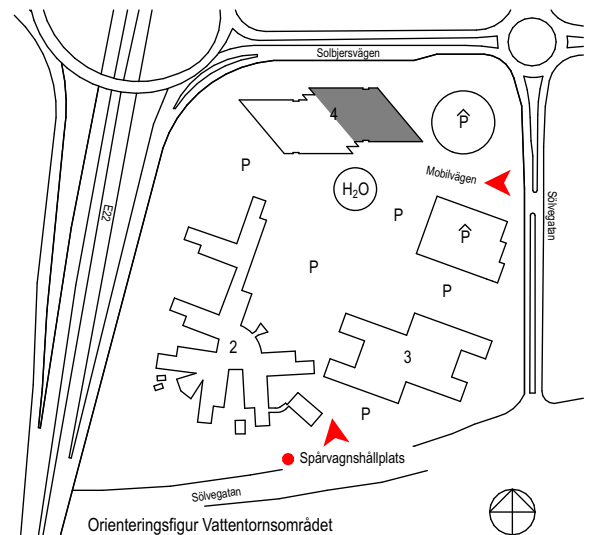 Solbjersvägen
4
P
P
Mobilvägen
H₂O
E22
P
Sölvegatan
P
P
P
2
3
P
Spårvagnshållplats
Sölvegatan
Orienteringsfigur Vattentornsområdet